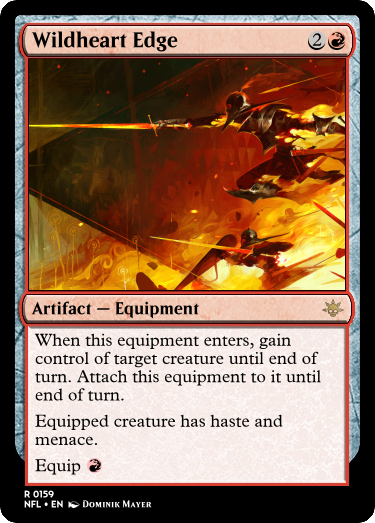 Wildheart Edge 2
Artifact — Equipment
When this equipment enters, gain
control of target creature until end of
turn. Attach this equipment to it until
end of turn.
Equipped creature has haste and
menace.
Equip
R 0159
NFL • EN Dominik Mayer